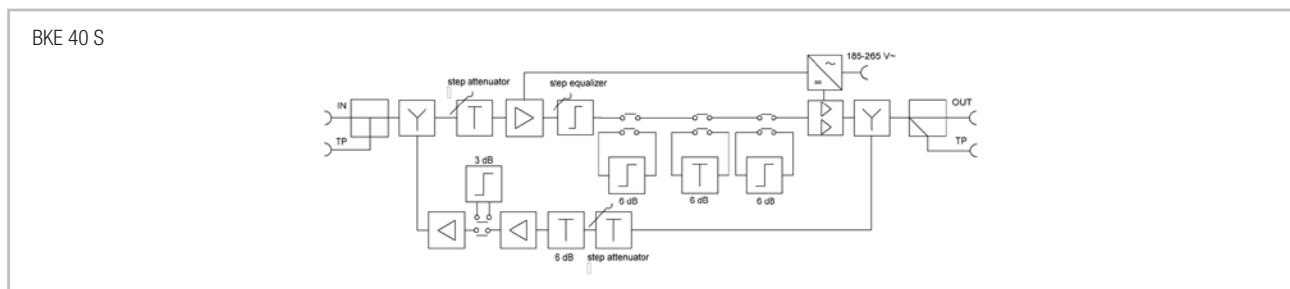 BKE 40 S
185-265 V~
step attenuator
step equalizer
IN
OUT
TP
TP
3 dB
6 dB
6 dB
6 dB
6 dB
step attenuator